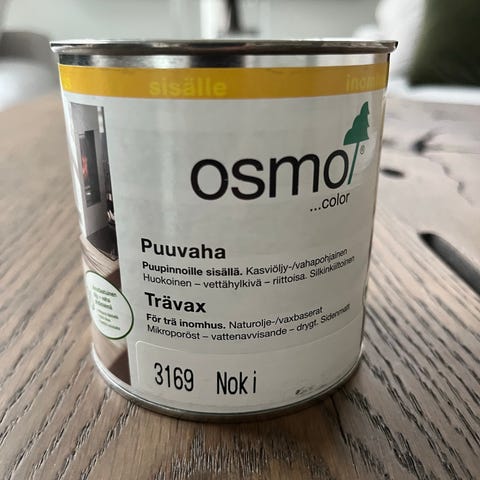 sisälle inom
osmo®
...color
Puuvaha
Puupinnoille sisällä. Kasviöljy-/vahapohjainen
Huokoinen – vettähylkivä – riittoisa. Silkinkiiltoinen
Trävax
För trä inomhus. Naturolje-/vaxbaserat
Mikroporöst – vattenavvisande – drygt. Sidenmatt
3169 Noki